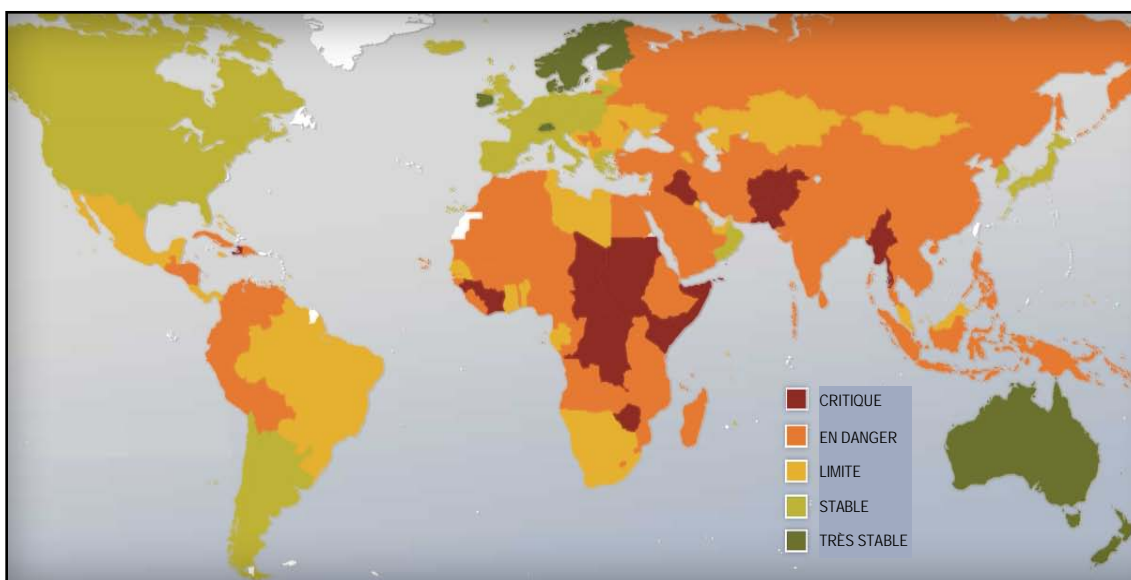 CRITIQUE
EN DANGER
LIMITE
STABLE
TRÈS STABLE